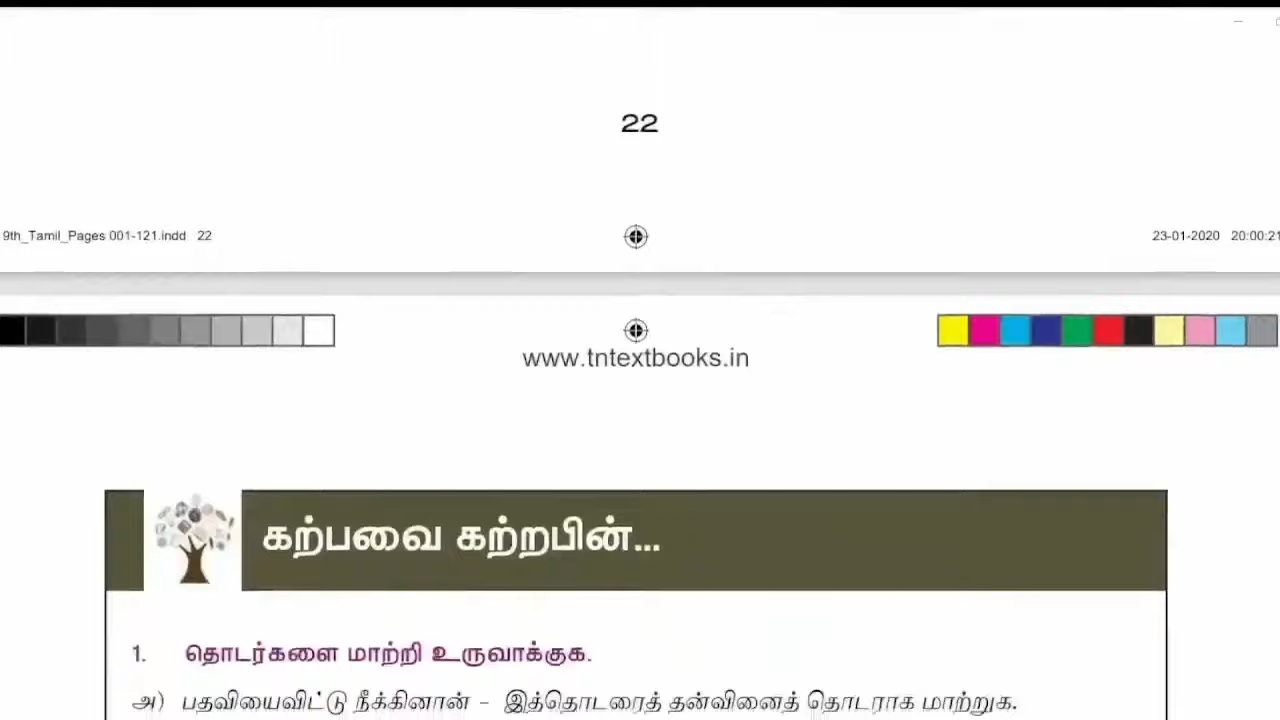 22
9th_Tamil_Pages 001-121.indd 22
23-01-2020 20:00:21
www.tntextbooks.in
கற்பவை கற்றபின்...
1. தொடர்களை மாற்றி உருவாக்குக.
அ) பதவியைவிட்டு நீக்கினான் - இத்தொடரைத் தன்வினைத் தொடராக மாற்றுக.